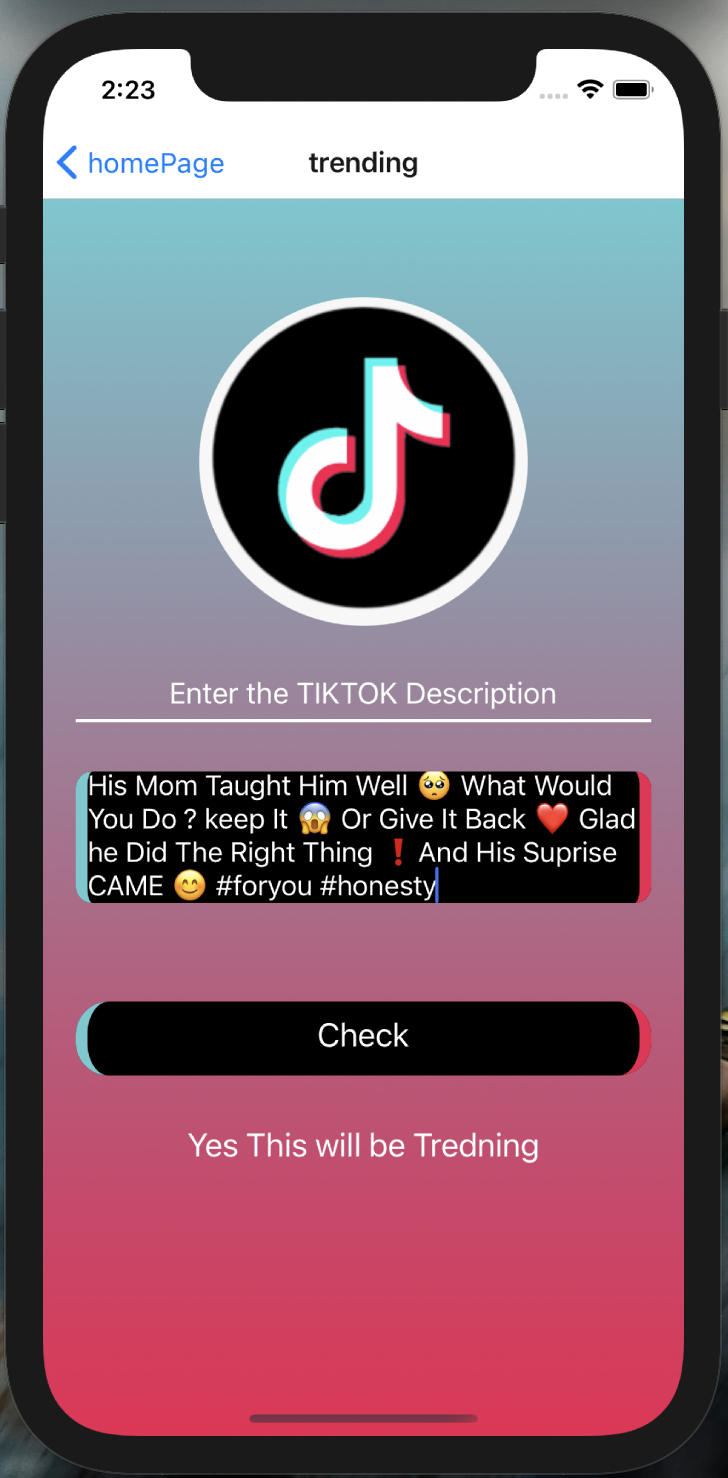 2:23
homePage trending
Enter the TIKTOK Description
His Mom Taught Him Well 🥺 What Would
You Do ? keep It 😱 Or Give It Back ❤️ Glad
he Did The Right Thing ❗ And His Suprise
CAME 😊 #foryou #honesty
Check
Yes This will be Tredning